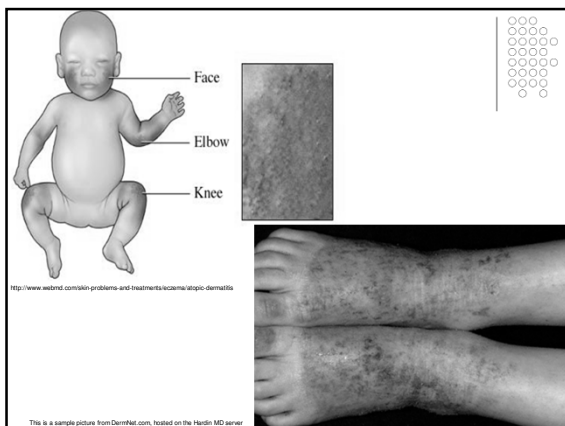 Face
Elbow
Knee
http://www.webmd.com/skin-problems-and-treatments/eczema/atopic-dermatitis
This is a sample picture from DermNet.com, hosted on the Hardin MD server